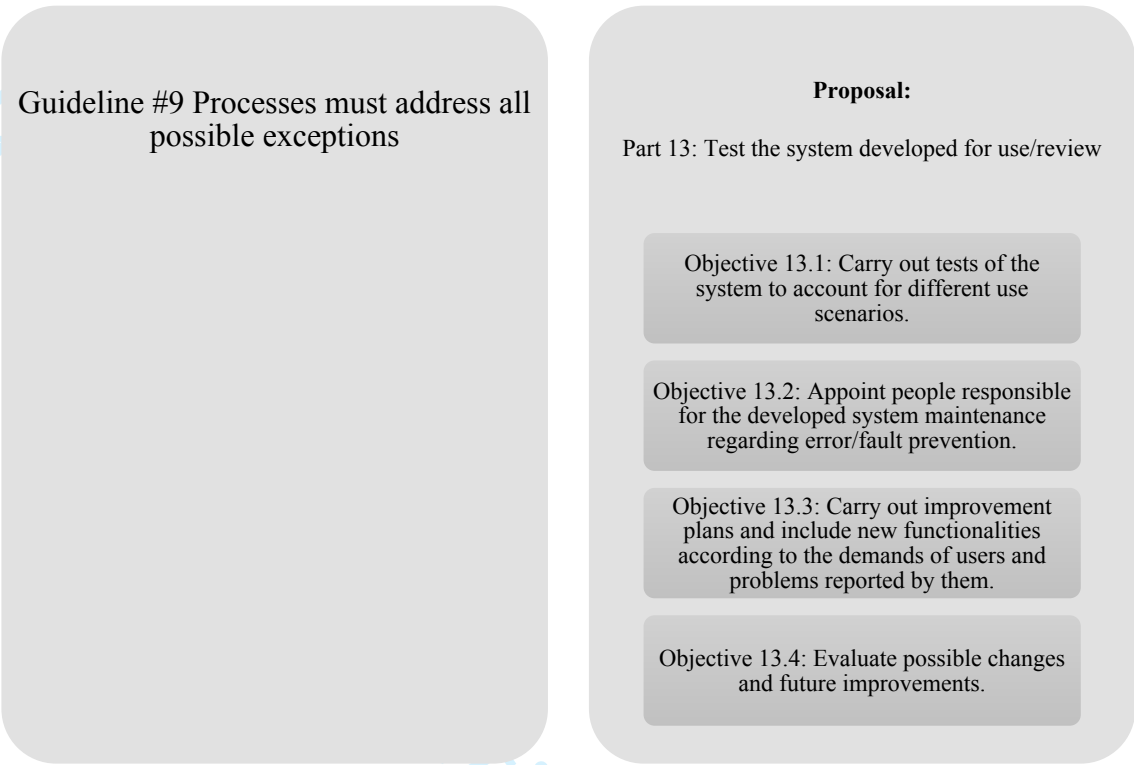 Guideline #9 Processes must address all
possible exceptions
Proposal:
Part 13: Test the system developed for use/review
Objective 13.1: Carry out tests of the
system to account for different use
scenarios.
Objective 13.2: Appoint people responsible
for the developed system maintenance
regarding error/fault prevention.
Objective 13.3: Carry out improvement
plans and include new functionalities
according to the demands of users and
problems reported by them.
Objective 13.4: Evaluate possible changes
and future improvements.